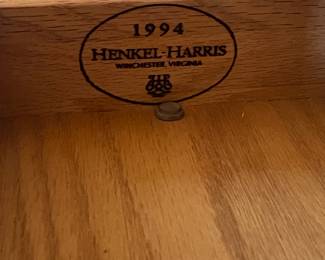 1994
HENKEL-HARRIS
WINCHESTER, VIRGINIA